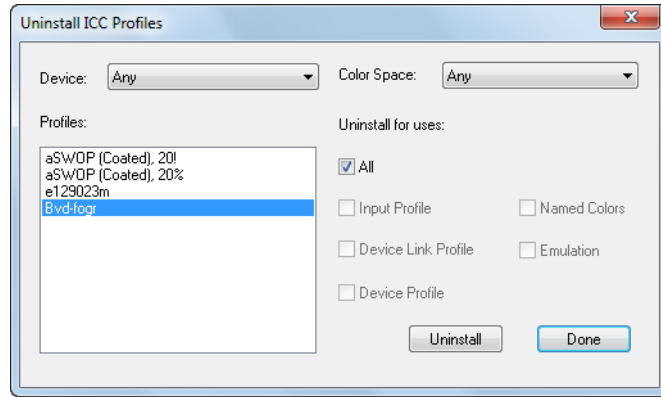 Uninstall ICC Profiles
Device: Any Color Space: Any
Profiles: Uninstall for uses:
aSWOP (Coated), 20!
aSWOP (Coated), 20%
e129023m
Bvd-fogr
All
Input Profile Named Colors
Device Link Profile Emulation
Device Profile
Uninstall Done